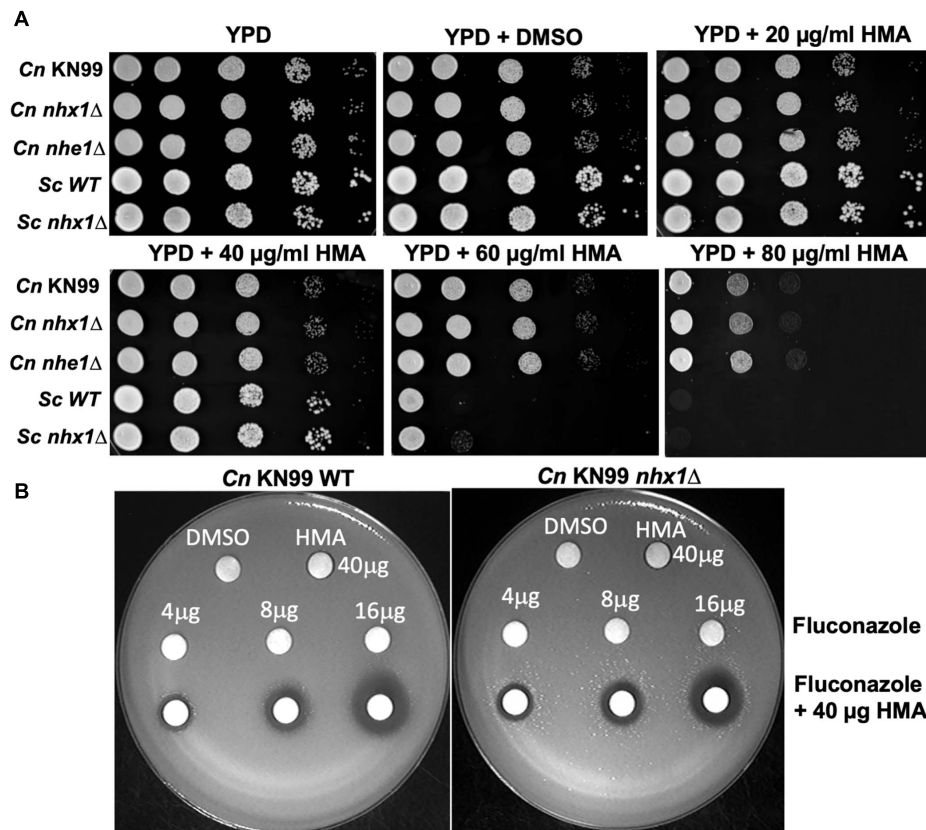 A
YPD
YPD + DMSO
YPD + 20 µg/ml HMA
Cn KN99
Cn nhx1Δ
Cn nhe1Δ
Sc WT
Sc nhx1Δ
YPD + 40 µg/ml HMA
YPD + 60 µg/ml HMA
YPD + 80 µg/ml HMA
Cn KN99
Cn nhx1Δ
Cn nhe1Δ
Sc WT
Sc nhx1Δ
B
Cn KN99 WT
Cn KN99 nhx1Δ
DMSO
HMA
40µg
4µg
8µg
16µg
DMSO
HMA
40µg
4µg
8µg
16µg
Fluconazole
Fluconazole
+ 40 µg HMA